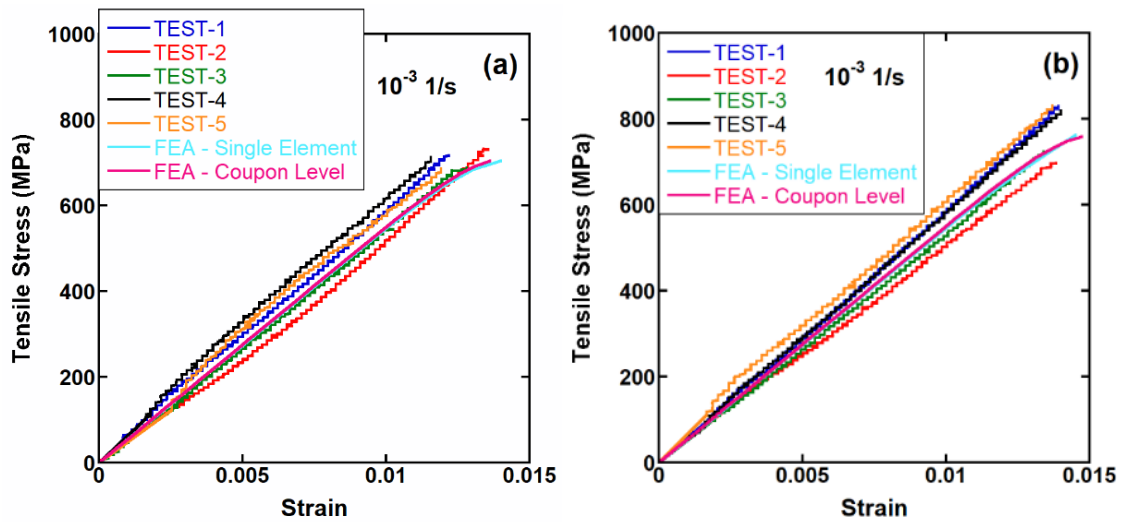 1000
800
600
400
200
0
Tensile Stress (MPa)
TEST-1
TEST-2
TEST-3
TEST-4
TEST-5
FEA - Single Element
FEA - Coupon Level
(a)
10⁻³ 1/s
0
0.005
0.01
0.015
Strain
1000
800
600
400
200
0
Tensile Stress (MPa)
TEST-1
TEST-2
TEST-3
TEST-4
TEST-5
FEA - Single Element
FEA - Coupon Level
(b)
10⁻³ 1/s
0
0.005
0.01
0.015
Strain